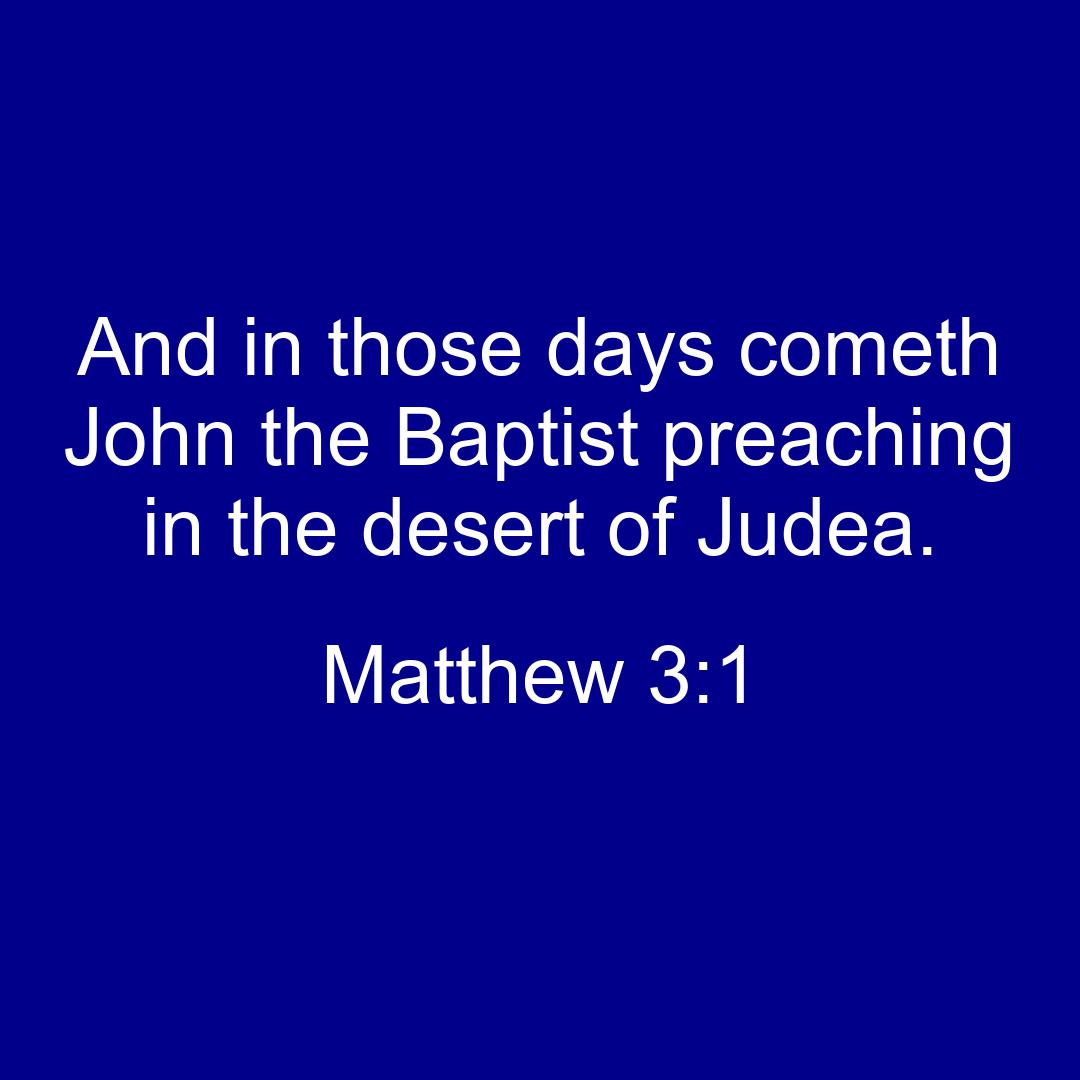 And in those days cometh
John the Baptist preaching
in the desert of Judea.
Matthew 3:1